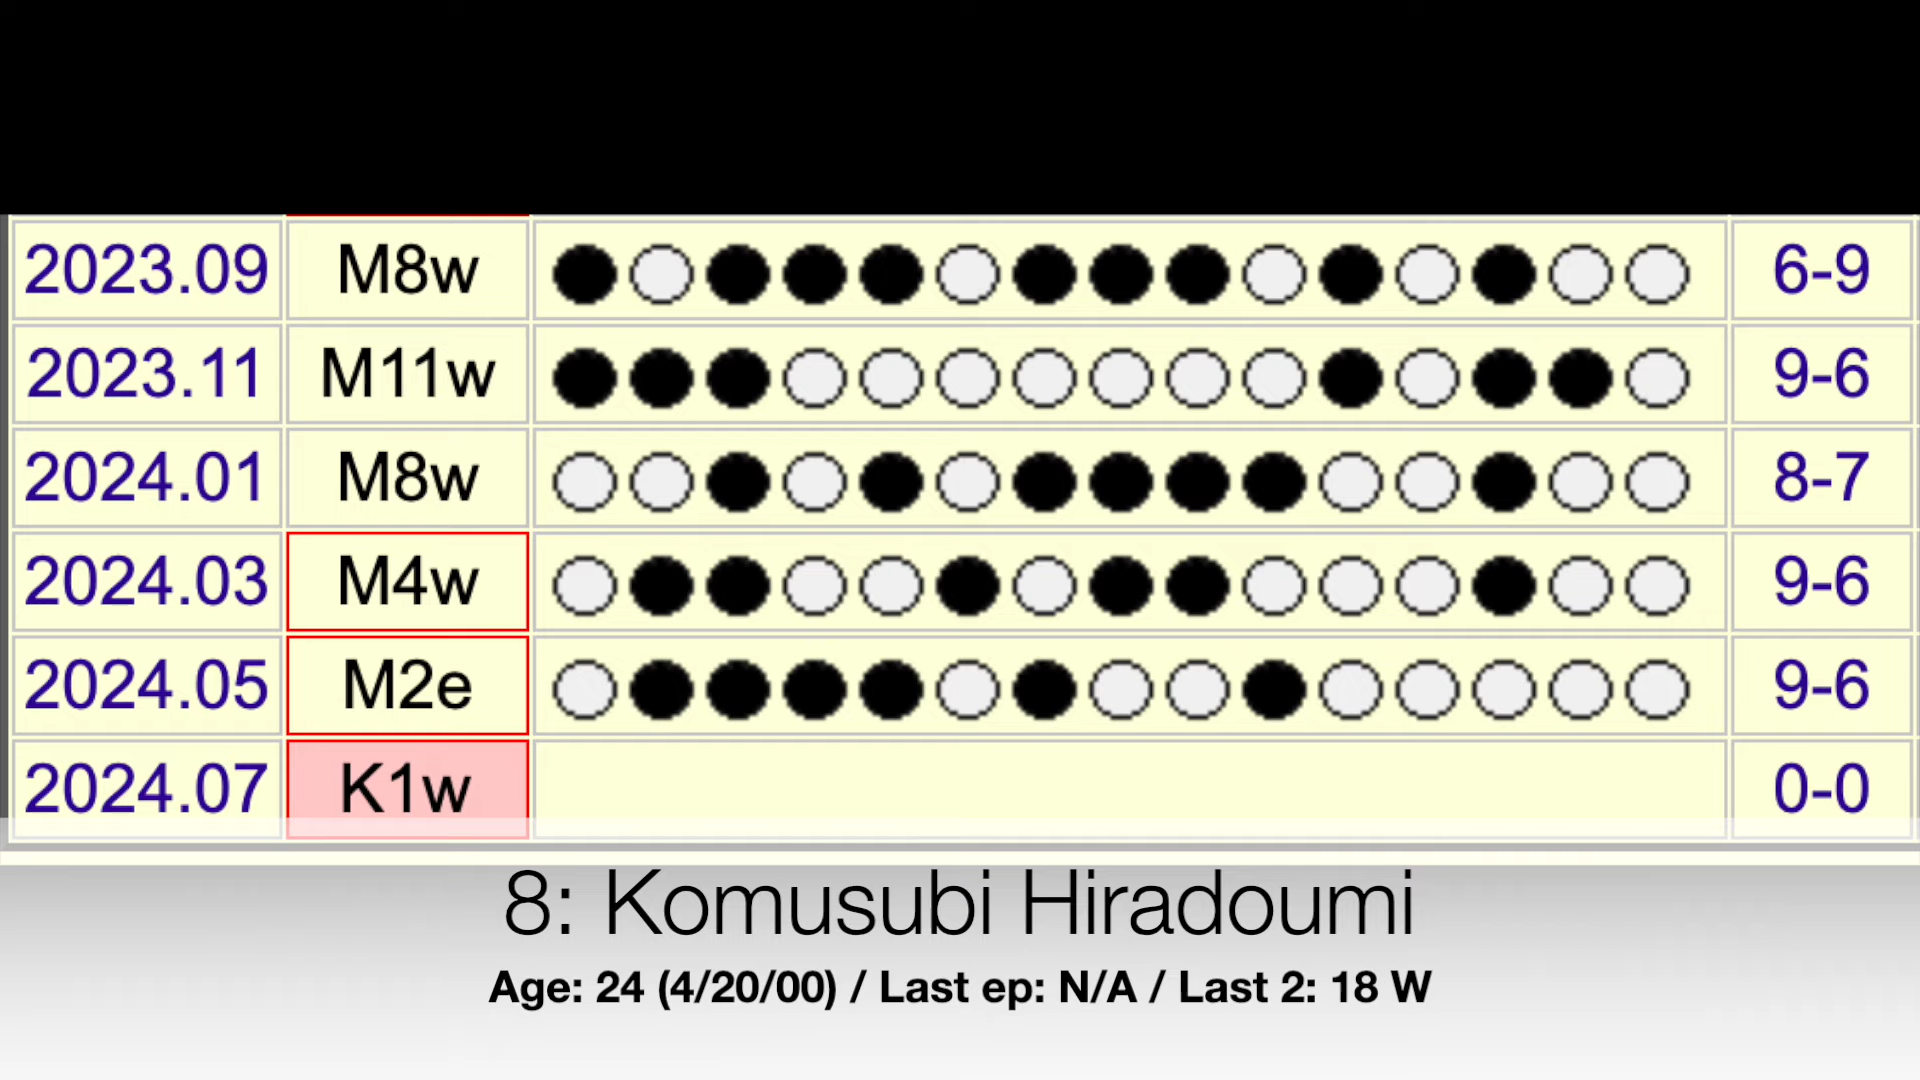 2023.09 M8w 6-9
2023.11 M11w 9-6
2024.01 M8w 8-7
2024.03 M4w 9-6
2024.05 M2e 9-6
2024.07 K1w 0-0
8: Komusubi Hiradoumi
Age: 24 (4/20/00) / Last ep: N/A / Last 2: 18 W